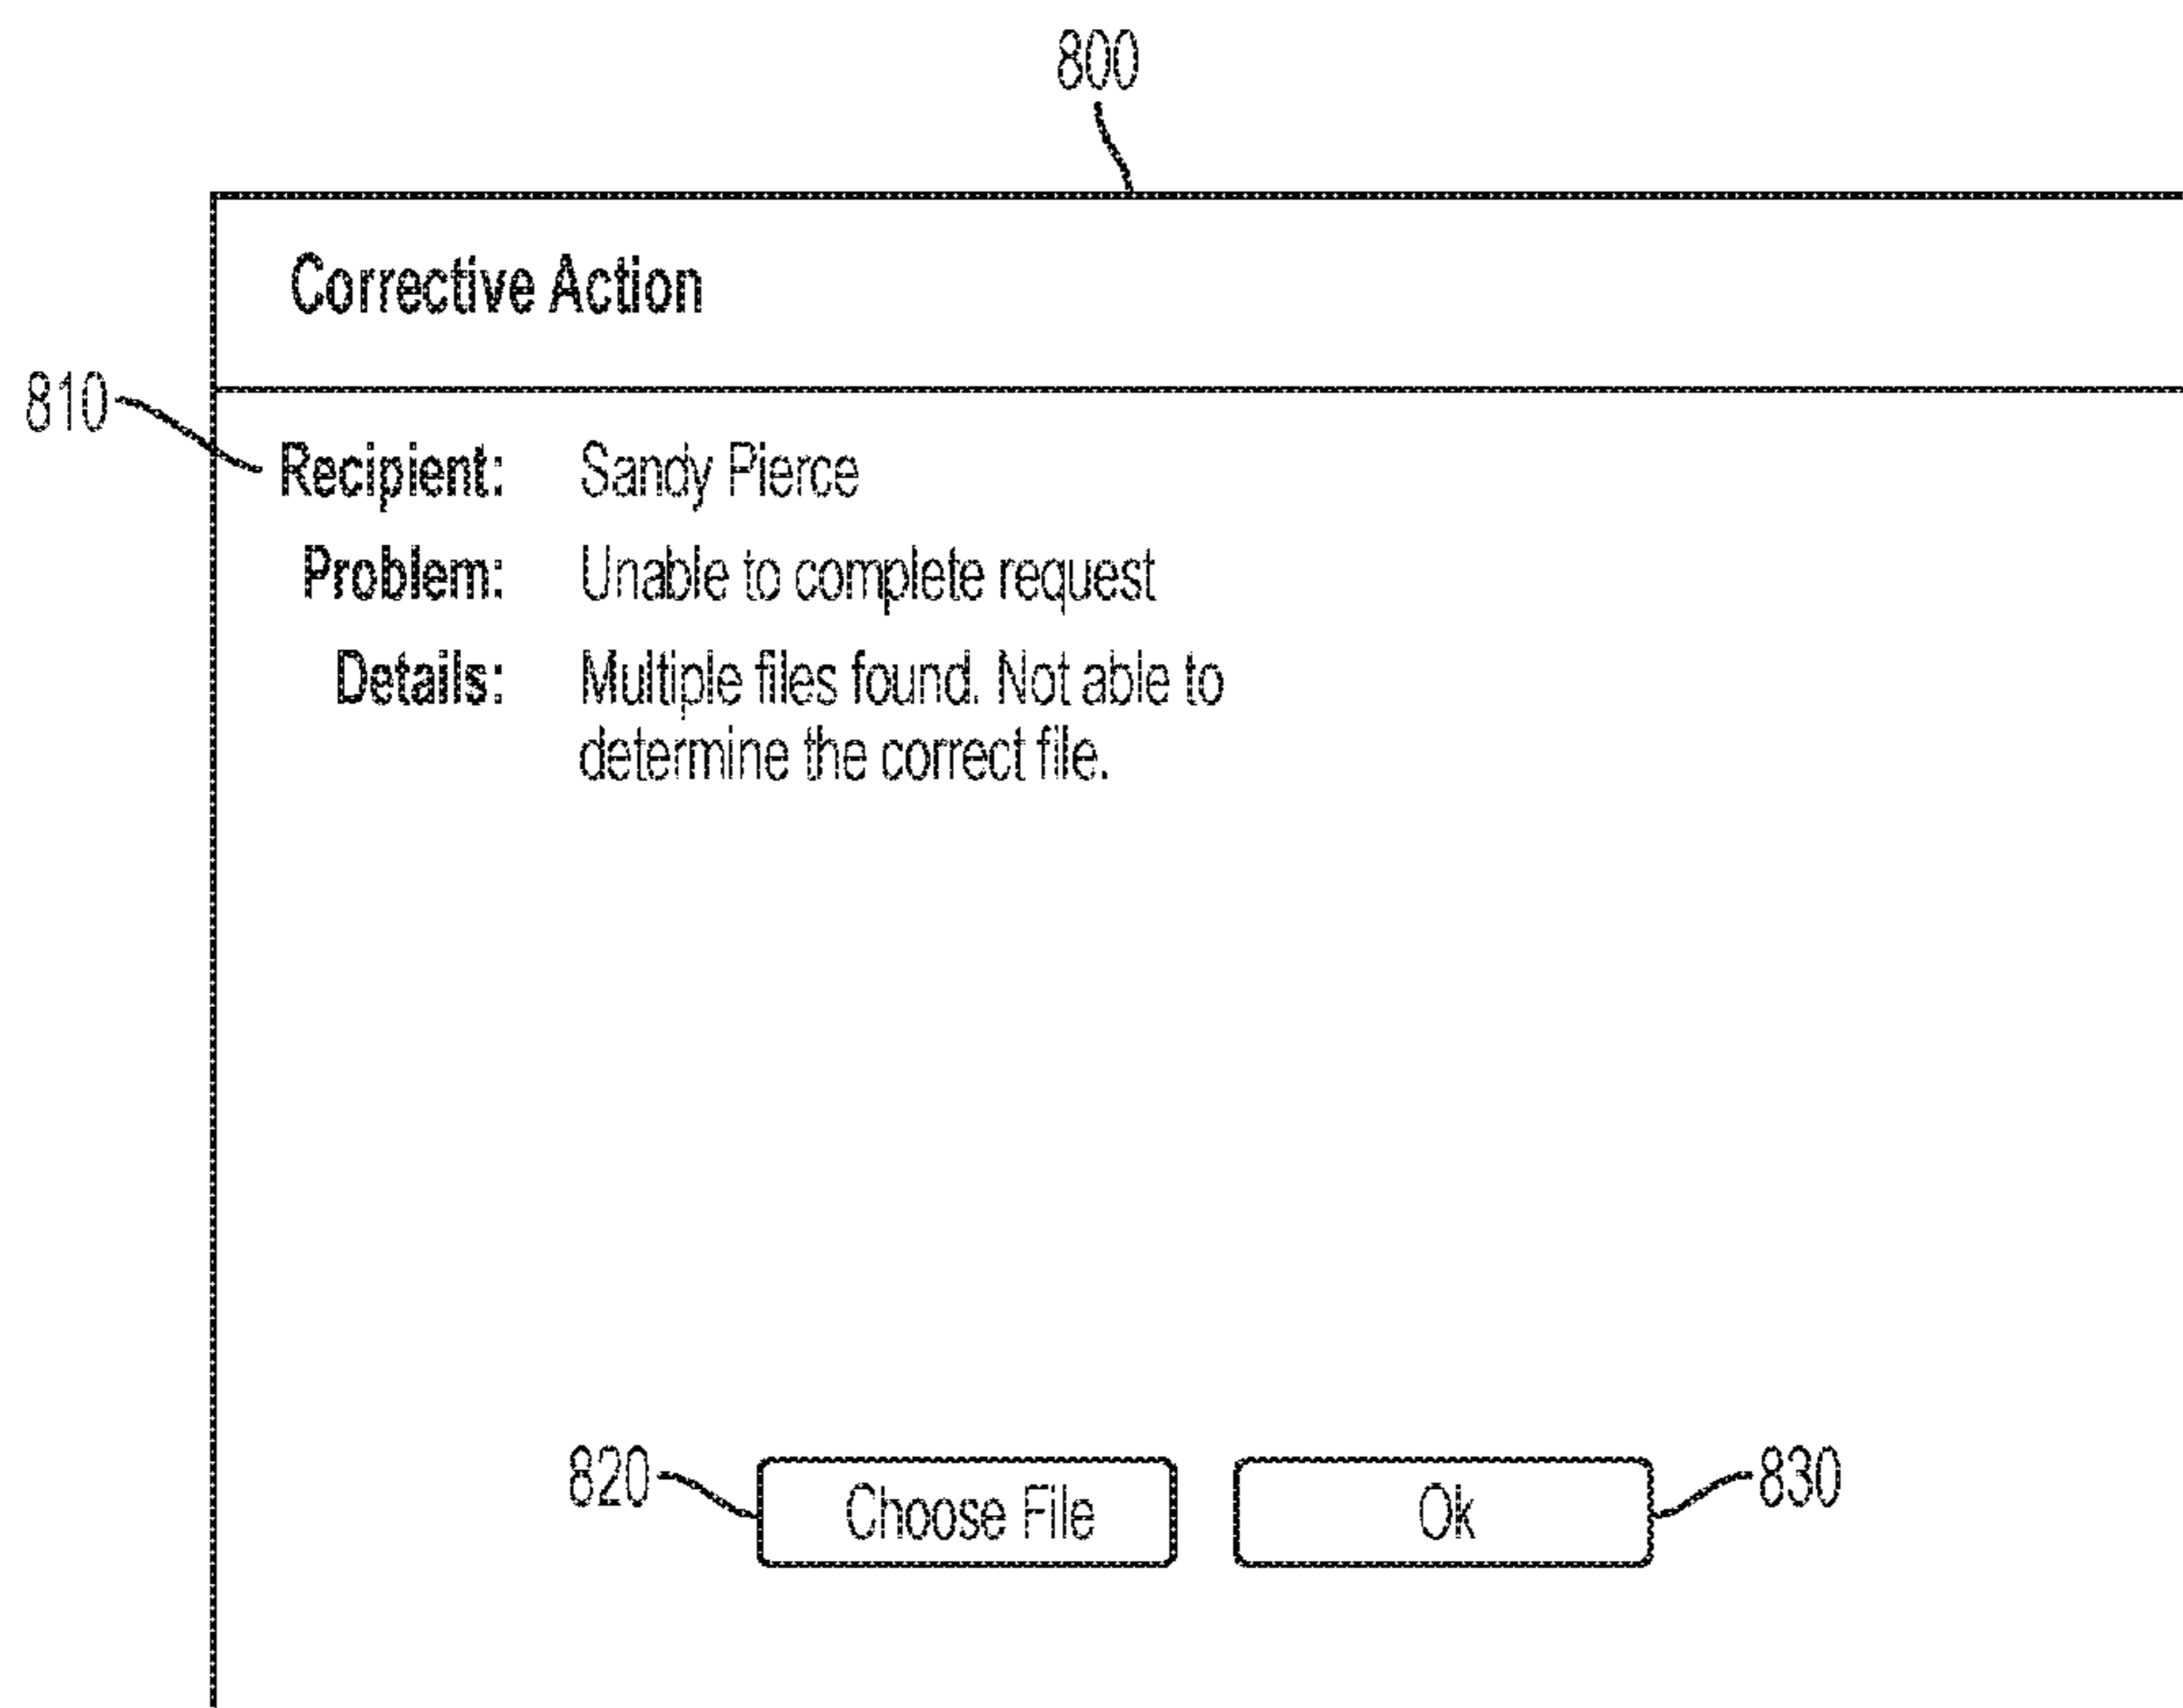 800
Corrective Action
810
Recipient: Sandy Pierce
Problem: Unable to complete request
Details: Multiple files found. Not able to
determine the correct file.
820 Choose File Ok 830